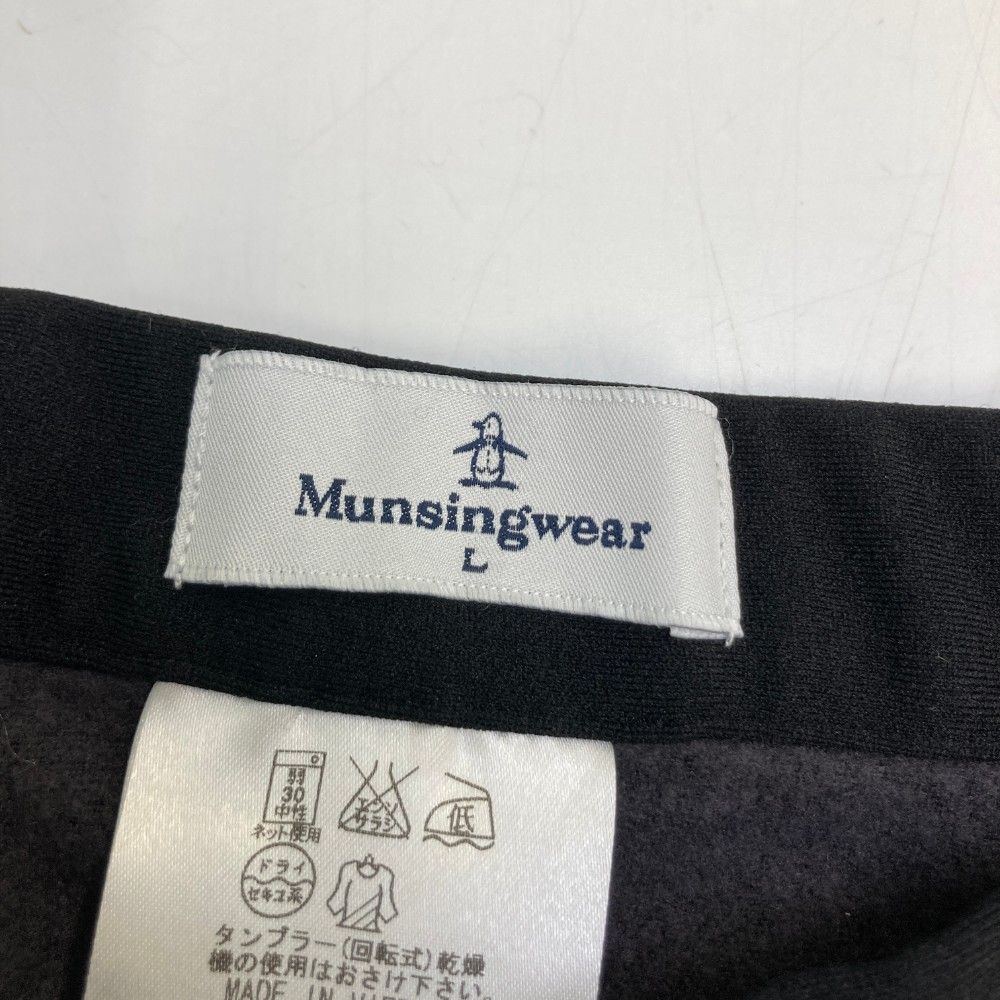 Munsingwear
L
弱
30
中性
ネット使用
エンソ
サラシ
低
ドライ
セキユ系
タンブラー(回転式)乾燥
機の使用はおさけ下さい。
MADE IN